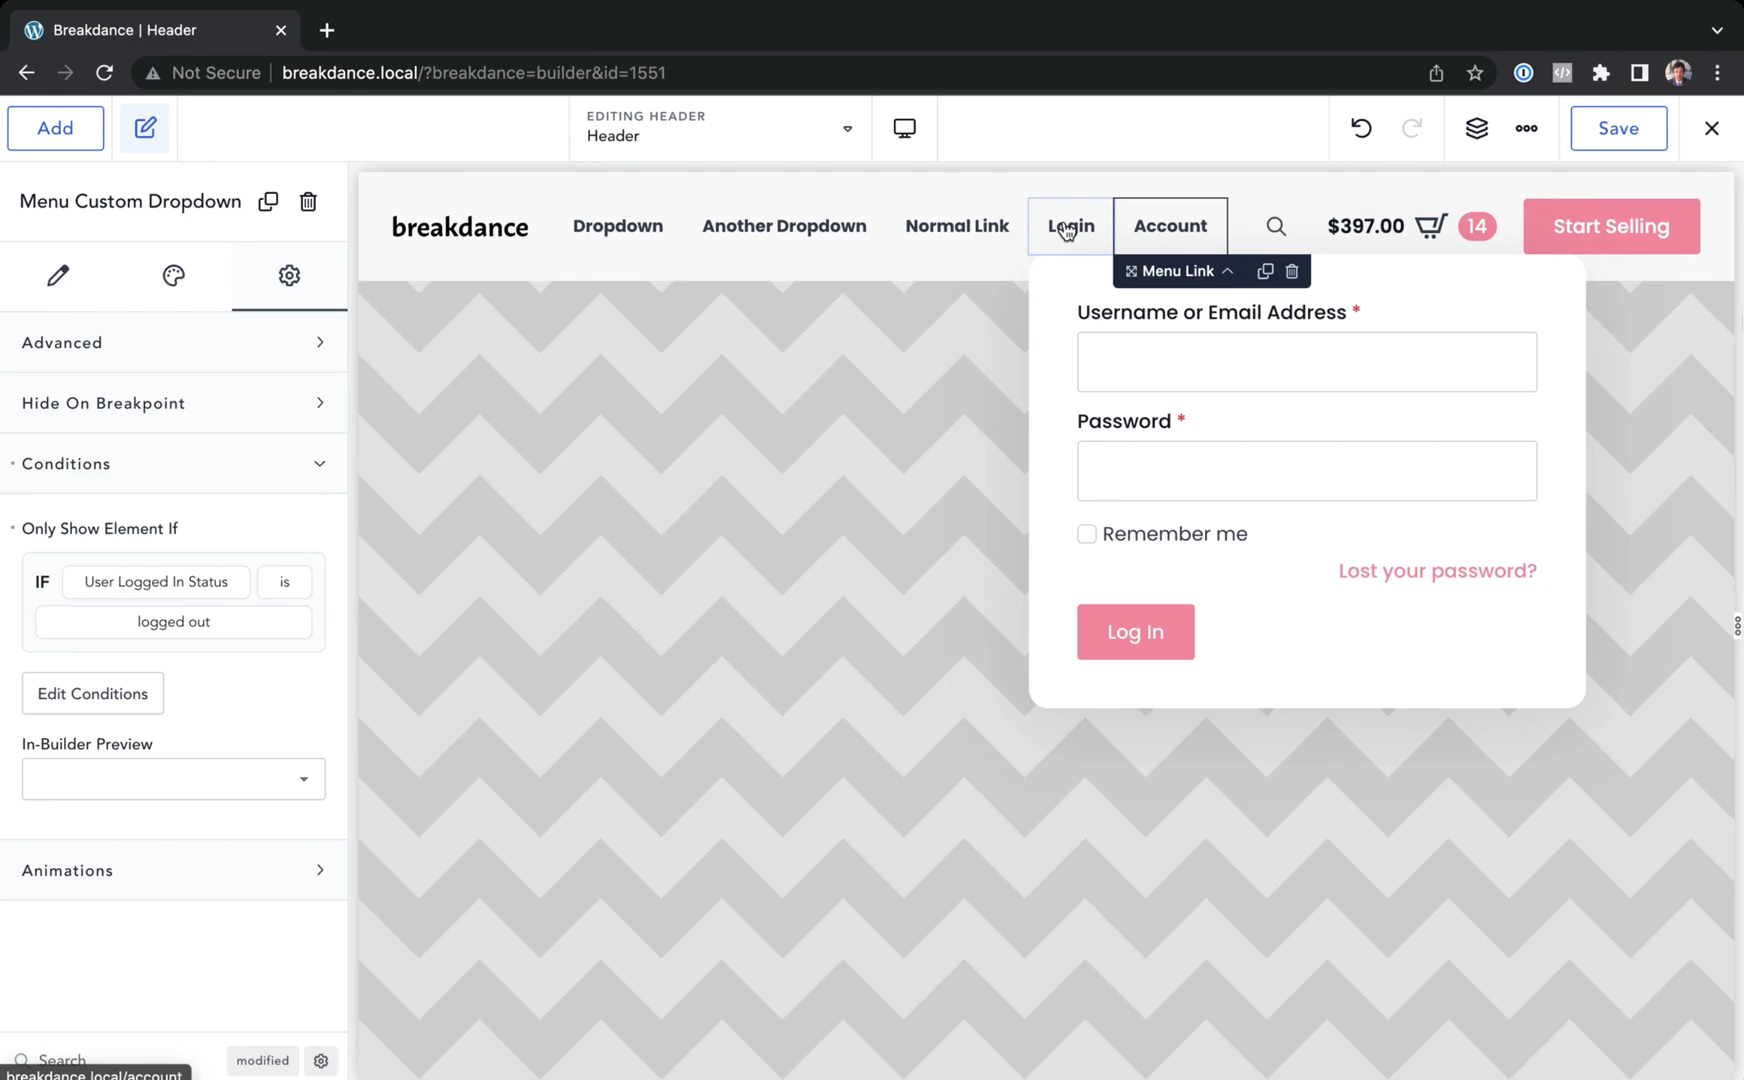 Breakdance | Header
Not Secure
breakdance.local/?breakdance=builder&id=1551
Add
EDITING HEADER
Header
Save
Menu Custom Dropdown
Advanced
Hide On Breakpoint
Conditions
Only Show Element If
IF User Logged In Status is
logged out
Edit Conditions
In-Builder Preview
Animations
Search
modified
breakdance.local/account
breakdance
Dropdown
Another Dropdown
Normal Link
Login
Account
$397.00
14
Start Selling
Menu Link
Username or Email Address *
Password *
Remember me
Lost your password?
Log In